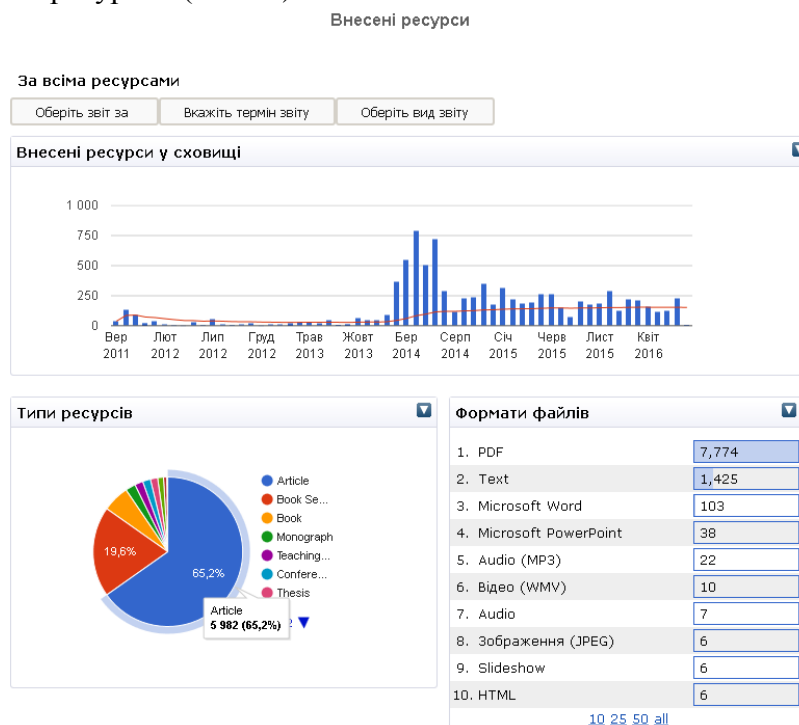 Внесені ресурси
За всіма ресурсами
Оберіть звіт за Вкажіть термін звіту Оберіть вид звіту
Внесені ресурси у сховищі
1 000
750
500
250
0
Вер Лют Лип Груд Трав Жовт Бер Серп Січ Черв Лист Квіт
2011 2012 2012 2012 2013 2013 2014 2014 2015 2015 2015 2016
Типи ресурсів
Article
Book Se...
Book
Monograph
Teaching...
Confere...
Thesis
19,6%
65,2%
Article
5 982 (65,2%)
Формати файлів
1. PDF 7,774
2. Text 1,425
3. Microsoft Word 103
4. Microsoft PowerPoint 38
5. Audio (MP3) 22
6. Відео (WMV) 10
7. Audio 7
8. Зображення (JPEG) 6
9. Slideshow 6
10. HTML 6
10 25 50 all